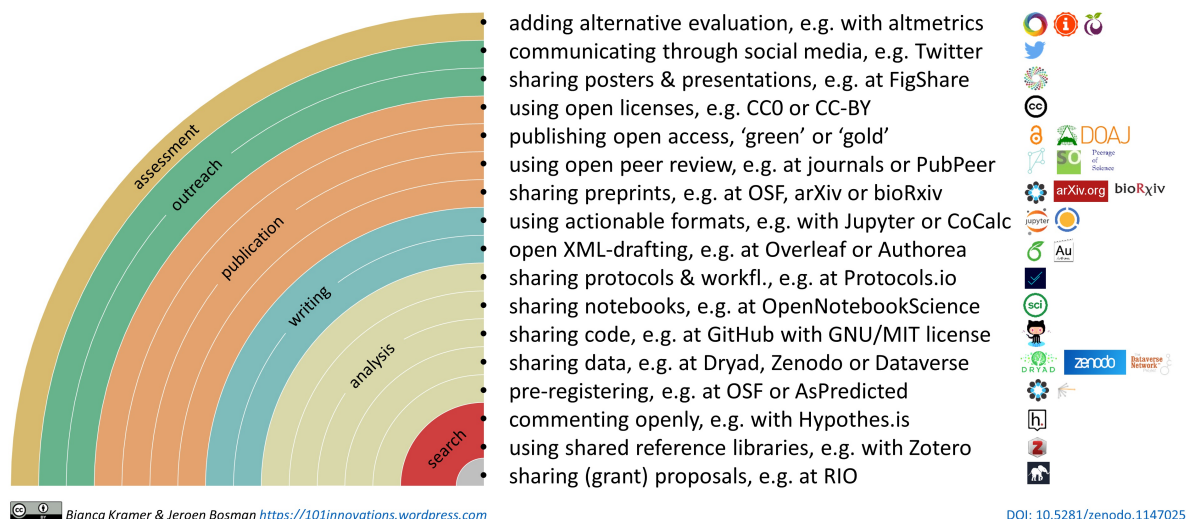 adding alternative evaluation, e.g. with altmetrics
communicating through social media, e.g. Twitter
sharing posters & presentations, e.g. at FigShare
using open licenses, e.g. CC0 or CC-BY
cc
publishing open access, ‘green’ or ‘gold’
DOAJ
using open peer review, e.g. at journals or PubPeer
SO
Peerage
of
Science
sharing preprints, e.g. at OSF, arXiv or bioRxiv
arXiv.org
bioRxiv
using actionable formats, e.g. with Jupyter or CoCalc
jupyter
open XML-drafting, e.g. at Overleaf or Authorea
Au
sharing protocols & workfl., e.g. at Protocols.io
sharing notebooks, e.g. at OpenNotebookScience
sci
sharing code, e.g. at GitHub with GNU/MIT license
sharing data, e.g. at Dryad, Zenodo or Dataverse
DRYAD
zenodo
Dataverse
Network
pre-registering, e.g. at OSF or AsPredicted
commenting openly, e.g. with Hypothes.is
h.
using shared reference libraries, e.g. with Zotero
Z
sharing (grant) proposals, e.g. at RIO
assessment
outreach
publication
writing
analysis
search
cc
BY
Bianca Kramer & Jeroen Bosman https://101innovations.wordpress.com
DOI: 10.5281/zenodo.1147025